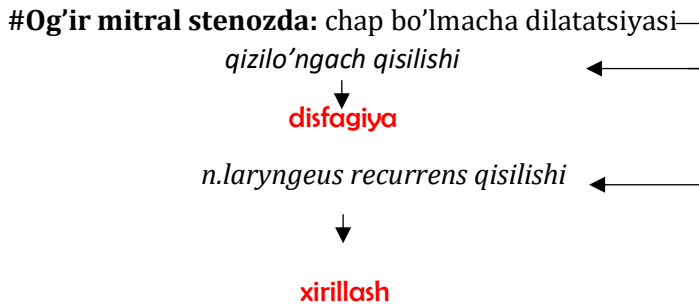 #Og’ir mitral stenozda: chap bo’lmacha dilatatsiyasi
qizilo’ngach qisilishi
disfagiya
n.laryngeus recurrens qisilishi
xirillash